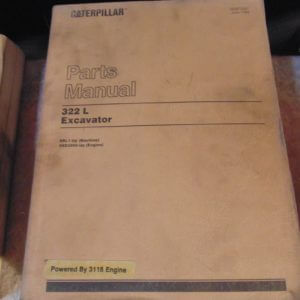 CATERPILLAR
Parts
Manual
322 L
Excavator
Powered By 3116 Engine